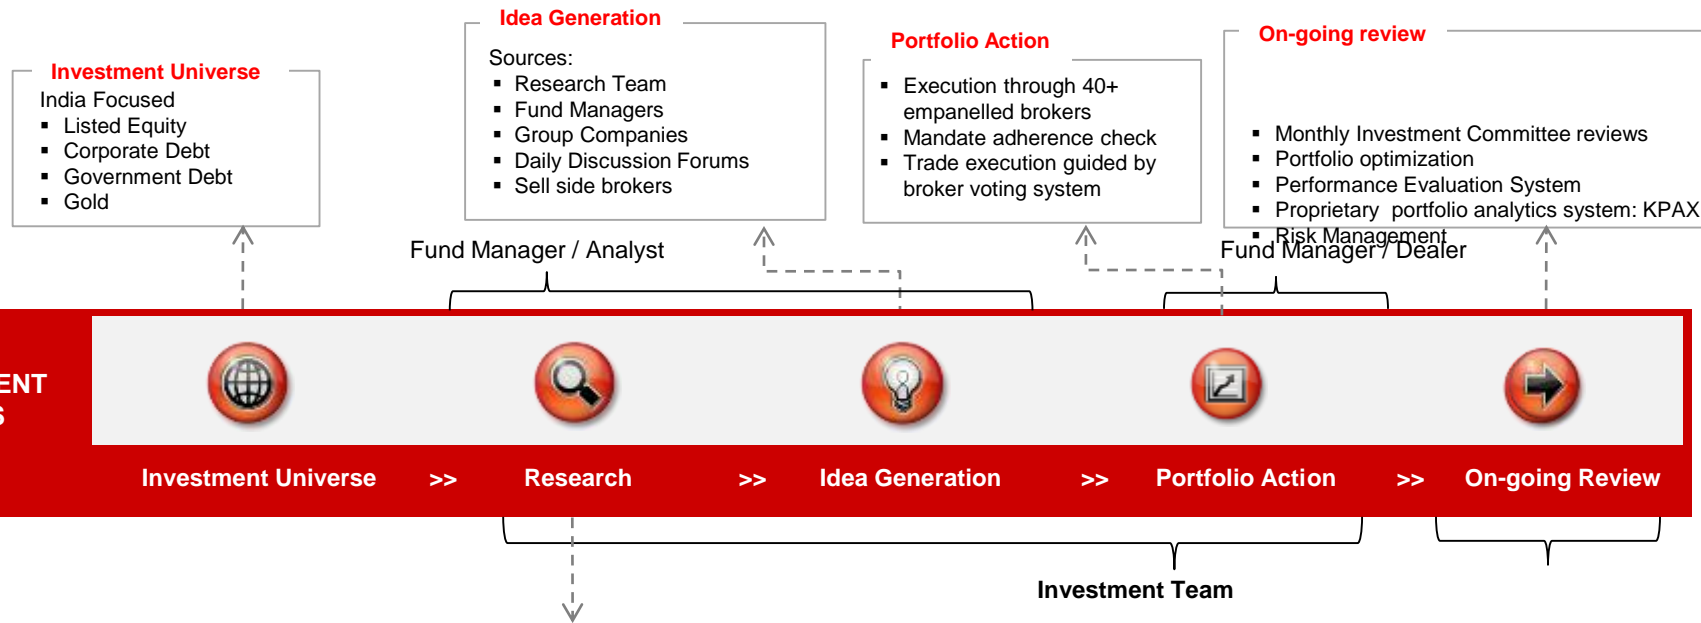 Idea Generation
Sources:
▪ Research Team
▪ Fund Managers
▪ Group Companies
▪ Daily Discussion Forums
▪ Sell side brokers
Portfolio Action
▪ Execution through 40+
empanelled brokers
▪ Mandate adherence check
▪ Trade execution guided by
broker voting system
On-going review
▪ Monthly Investment Committee reviews
▪ Portfolio optimization
▪ Performance Evaluation System
▪ Proprietary portfolio analytics system: KPAX
▪ Risk Management
Investment Universe
India Focused
▪ Listed Equity
▪ Corporate Debt
▪ Government Debt
▪ Gold
Fund Manager / Analyst
Fund Manager / Dealer
ENT
S
Investment Universe >> Research >> Idea Generation >> Portfolio Action >> On-going Review
Investment Team